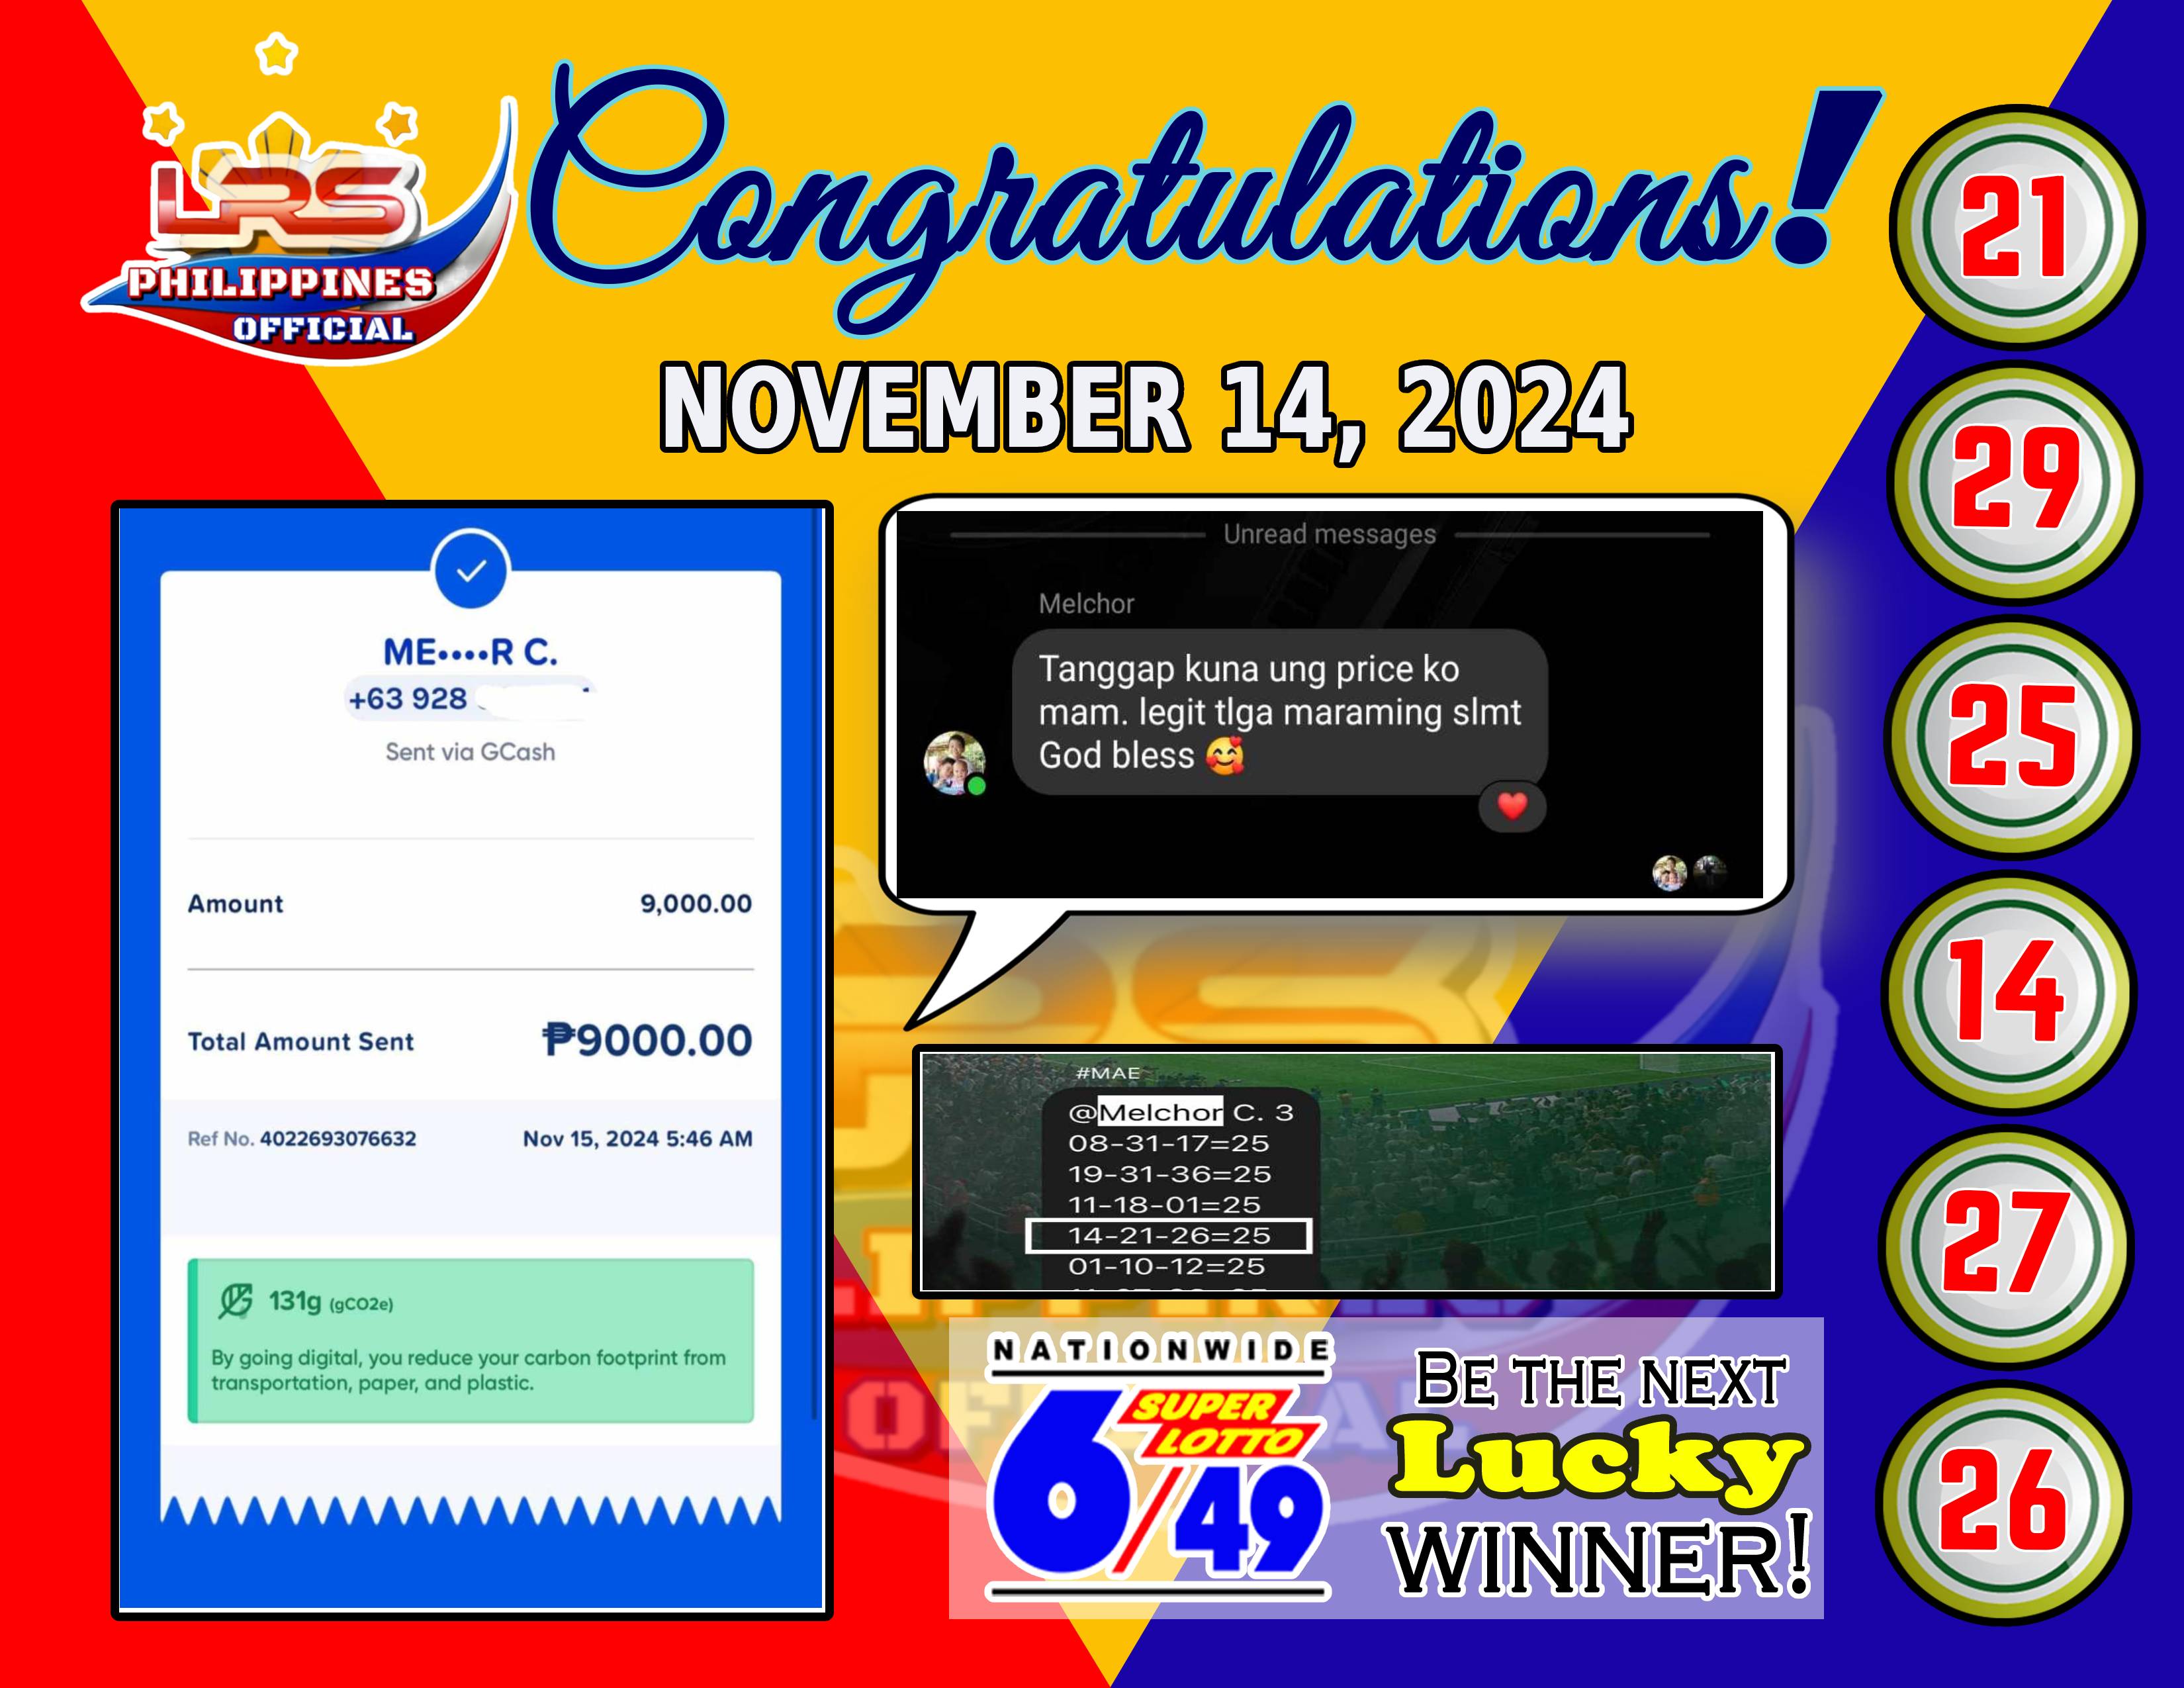 LRS
PHILIPPINES
OFFICIAL
Congratulations!
NOVEMBER 14, 2024
ME••••R C.
+63 928
Sent via GCash
Amount 9,000.00
Total Amount Sent ₱9000.00
Ref No. 4022693076632 Nov 15, 2024 5:46 AM
131g (gCO2e)
By going digital, you reduce your carbon footprint from
transportation, paper, and plastic.
Unread messages
Melchor
Tanggap kuna ung price ko
mam. legit tlga maraming slmt
God bless 🥰
❤️
#MAE
@Melchor C. 3
08-31-17=25
19-31-36=25
11-18-01=25
14-21-26=25
01-10-12=25
NATIONWIDE
SUPER
LOTTO
6/49
BE THE NEXT
Lucky
WINNER!
21
29
25
14
27
26